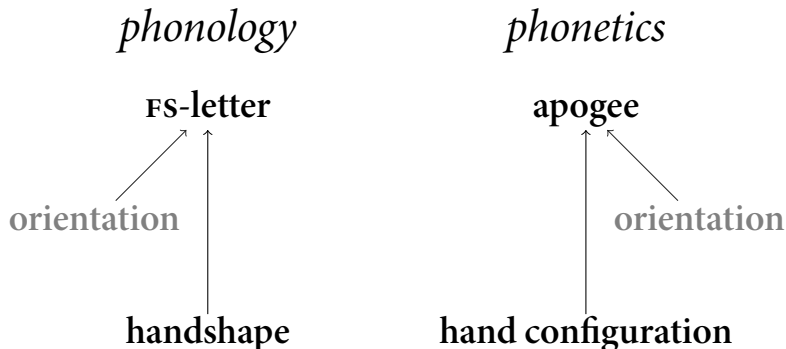 phonology phonetics
FS-letter apogee
orientation orientation
handshape hand configuration